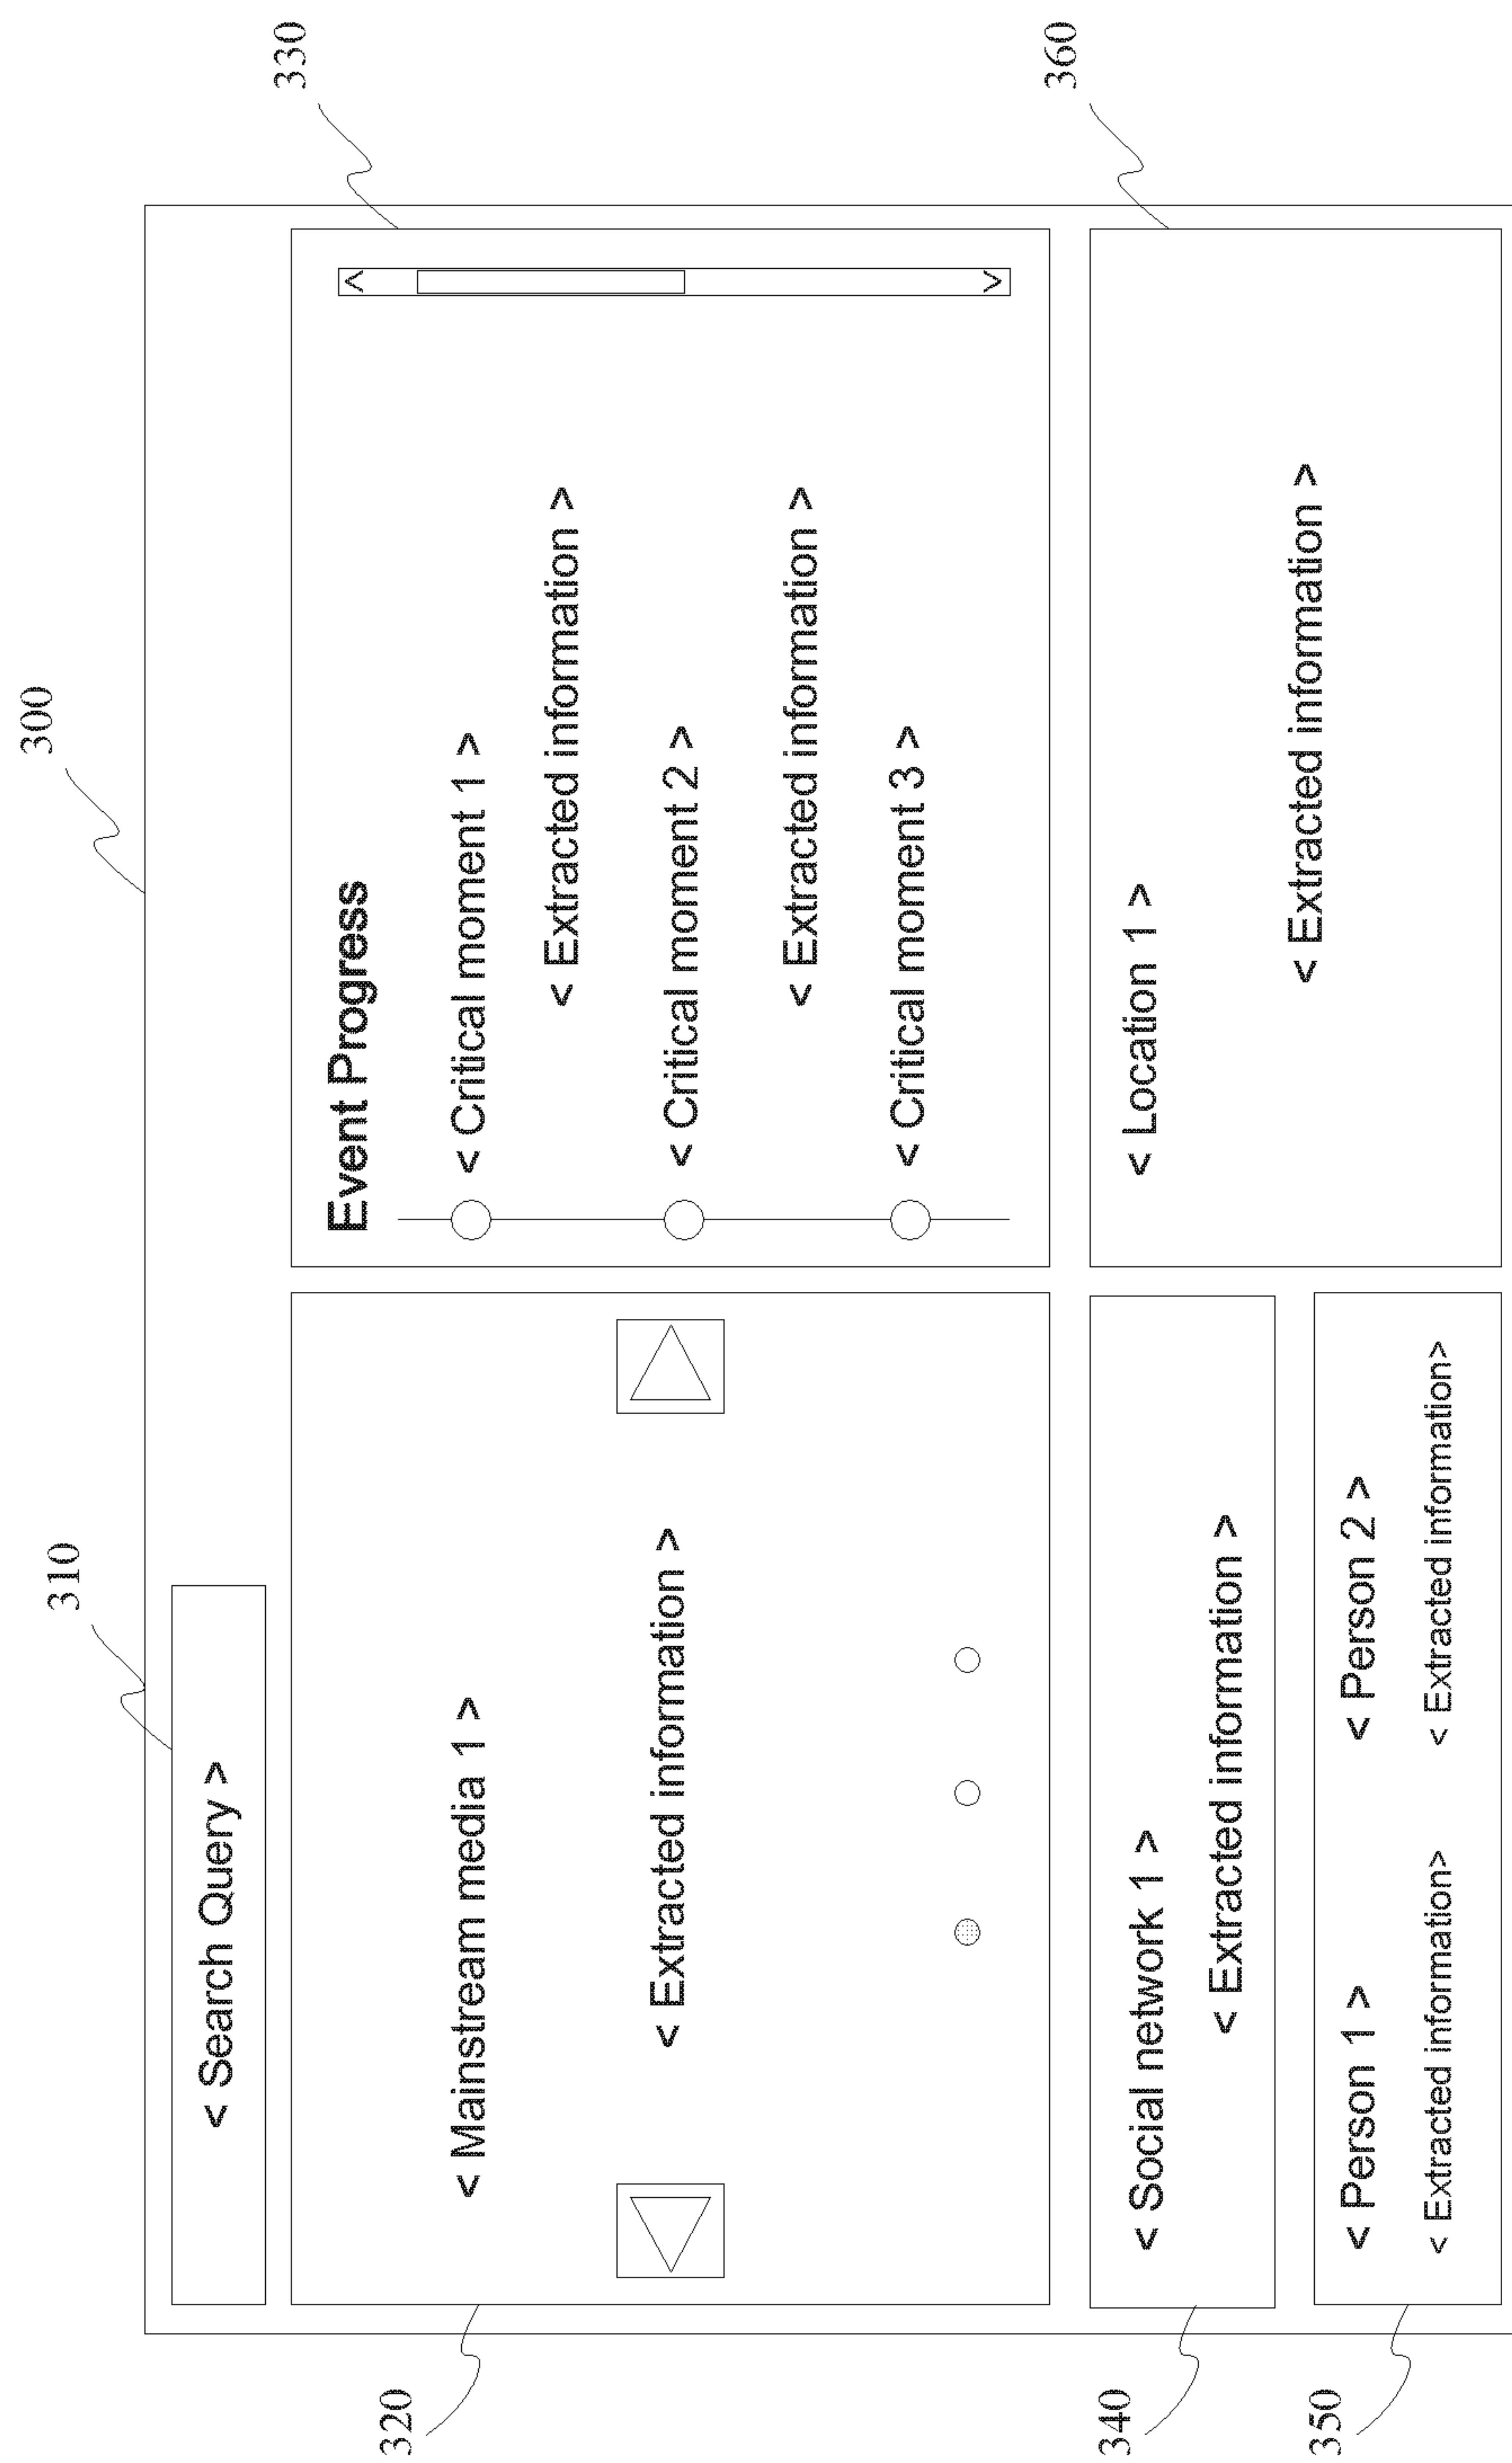 300
310
< Search Query >
320
< Mainstream media 1 >
< Extracted information >
330
Event Progress
< Critical moment 1 >
< Extracted information >
< Critical moment 2 >
< Extracted information >
< Critical moment 3 >
340
< Social network 1 >
< Extracted information >
350
< Person 1 >
< Extracted information>
< Person 2 >
< Extracted information>
360
< Location 1 >
< Extracted information >